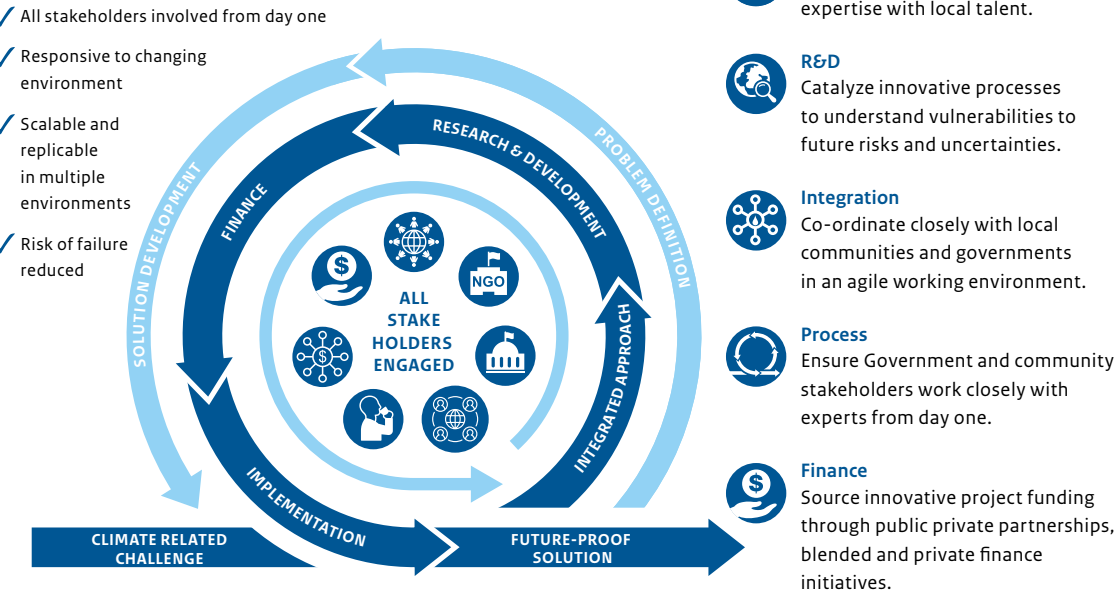 All stakeholders involved from day one
Responsive to changing
environment
Scalable and
replicable
in multiple
environments
Risk of failure
reduced
SOLUTION DEVELOPMENT
PROBLEM DEFINITION
FINANCE
RESEARCH & DEVELOPMENT
INTEGRATED APPROACH
IMPLEMENTATION
$
NGO
$
ALL
STAKE
HOLDERS
ENGAGED
CLIMATE RELATED
CHALLENGE
FUTURE-PROOF
SOLUTION
expertise with local talent.
R&D
Catalyze innovative processes
to understand vulnerabilities to
future risks and uncertainties.
Integration
Co-ordinate closely with local
communities and governments
in an agile working environment.
Process
Ensure Government and community
stakeholders work closely with
experts from day one.
$
Finance
Source innovative project funding
through public private partnerships,
blended and private finance
initiatives.